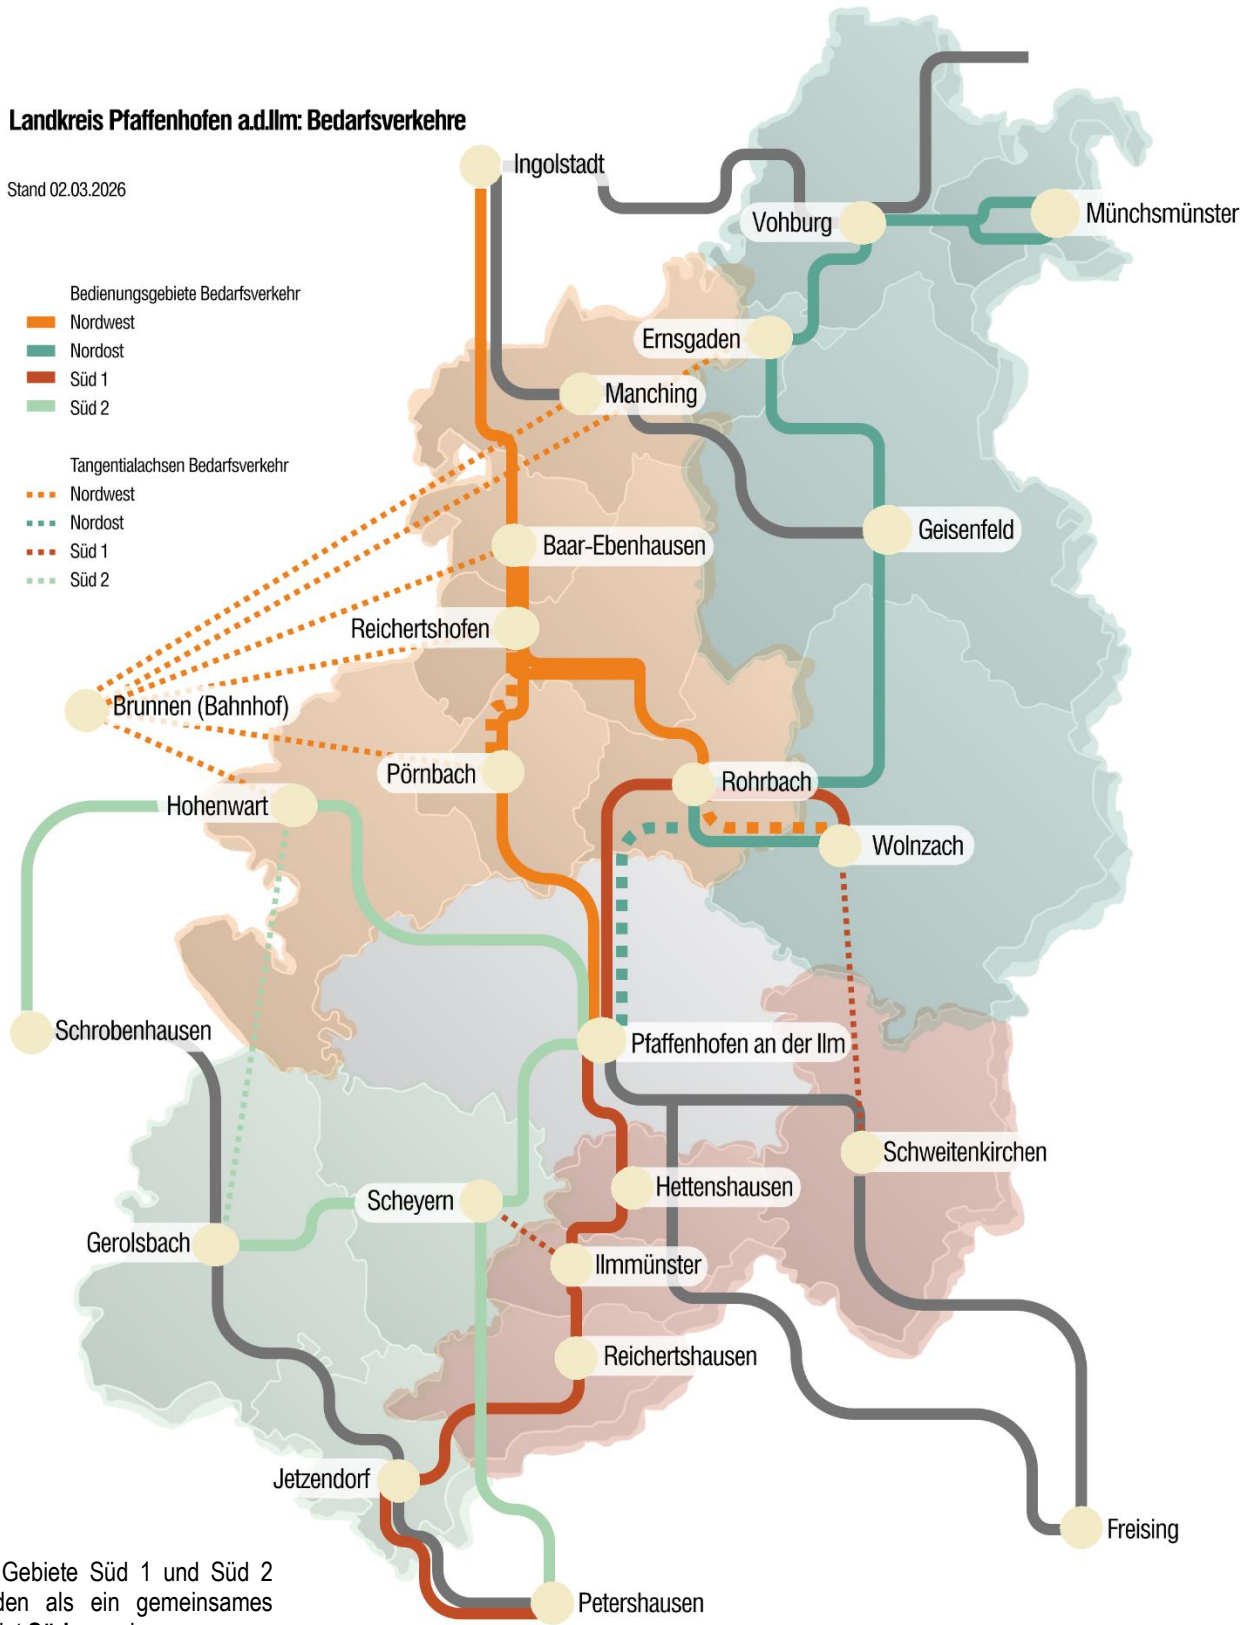 Landkreis Pfaffenhofen a.d.Ilm: Bedarfsverkehre
Stand 02.03.2026
Bedienungsgebiete Bedarfsverkehr
Nordwest
Nordost
Süd 1
Süd 2
Tangentialachsen Bedarfsverkehr
Nordwest
Nordost
Süd 1
Süd 2
Ingolstadt
Vohburg
Münchsmünster
Ernsgaden
Manching
Geisenfeld
Baar-Ebenhausen
Reichertshofen
Brunnen (Bahnhof)
Pörnbach
Rohrbach
Hohenwart
Wolnzach
Schrobenhausen
Pfaffenhofen an der Ilm
Schweitenkirchen
Hettenshausen
Scheyern
Gerolsbach
Ilmmünster
Reichertshausen
Jetzendorf
Freising
Petershausen
Gebiete Süd 1 und Süd 2
den als ein gemeinsames